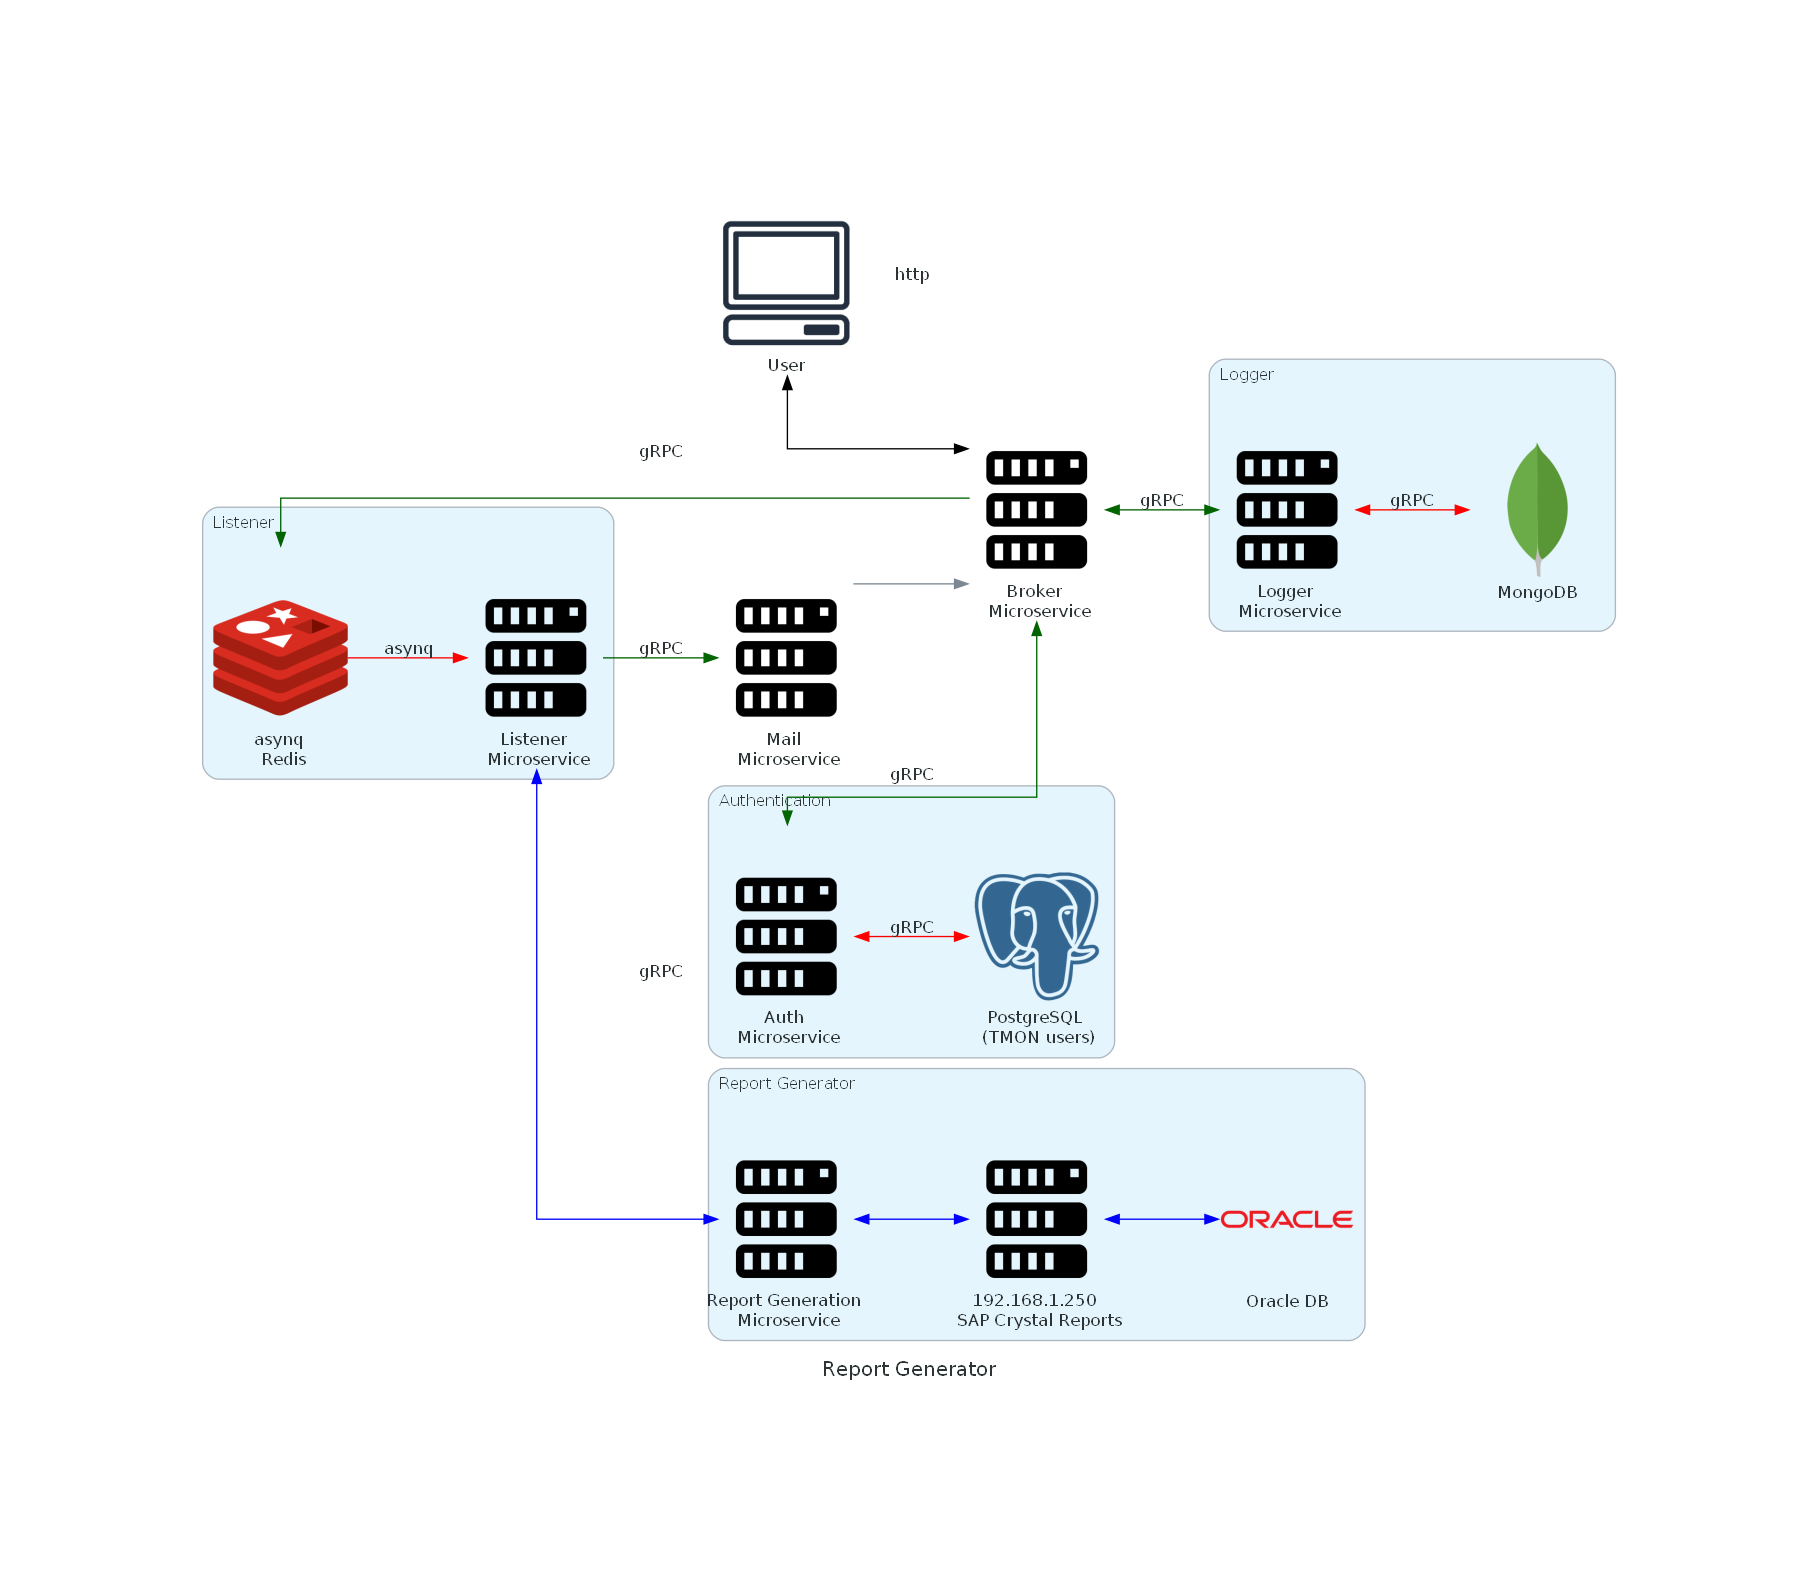 http
User
Logger
gRPC
gRPC
gRPC
Listener
Broker
Microservice
Logger
Microservice
MongoDB
asynq
gRPC
asynq
Redis
Listener
Microservice
Mail
Microservice
gRPC
Authentication
gRPC
gRPC
Auth
Microservice
PostgreSQL
(TMON users)
Report Generator
ORACLE
Report Generation
Microservice
192.168.1.250
SAP Crystal Reports
Oracle DB
Report Generator